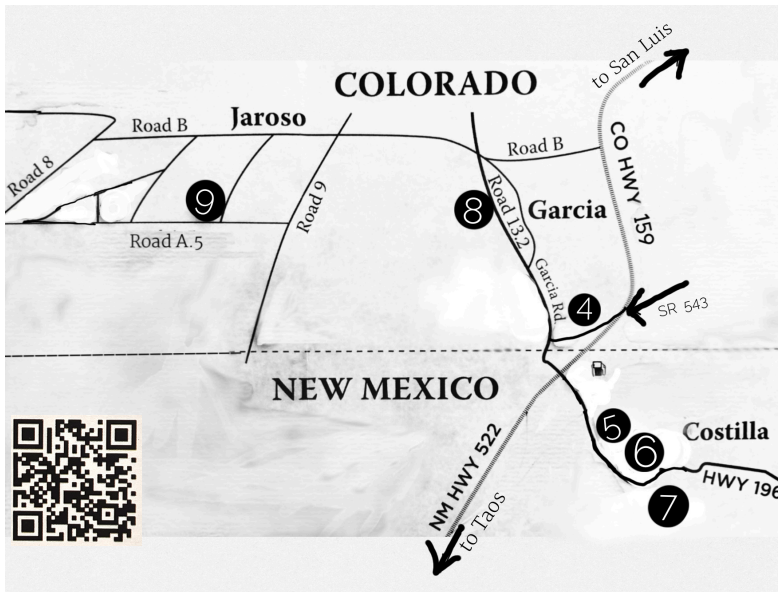 to San Luis
COLORADO
Road B
Jaroso
Road B
CO HWY 159
Road 8
9
Road 9
8
Road 13.2
Garcia
Road A.5
Garcia Rd
4
SR 543
NEW MEXICO
5
6
Costilla
NM HWY 522
HWY 196
7
to Taos